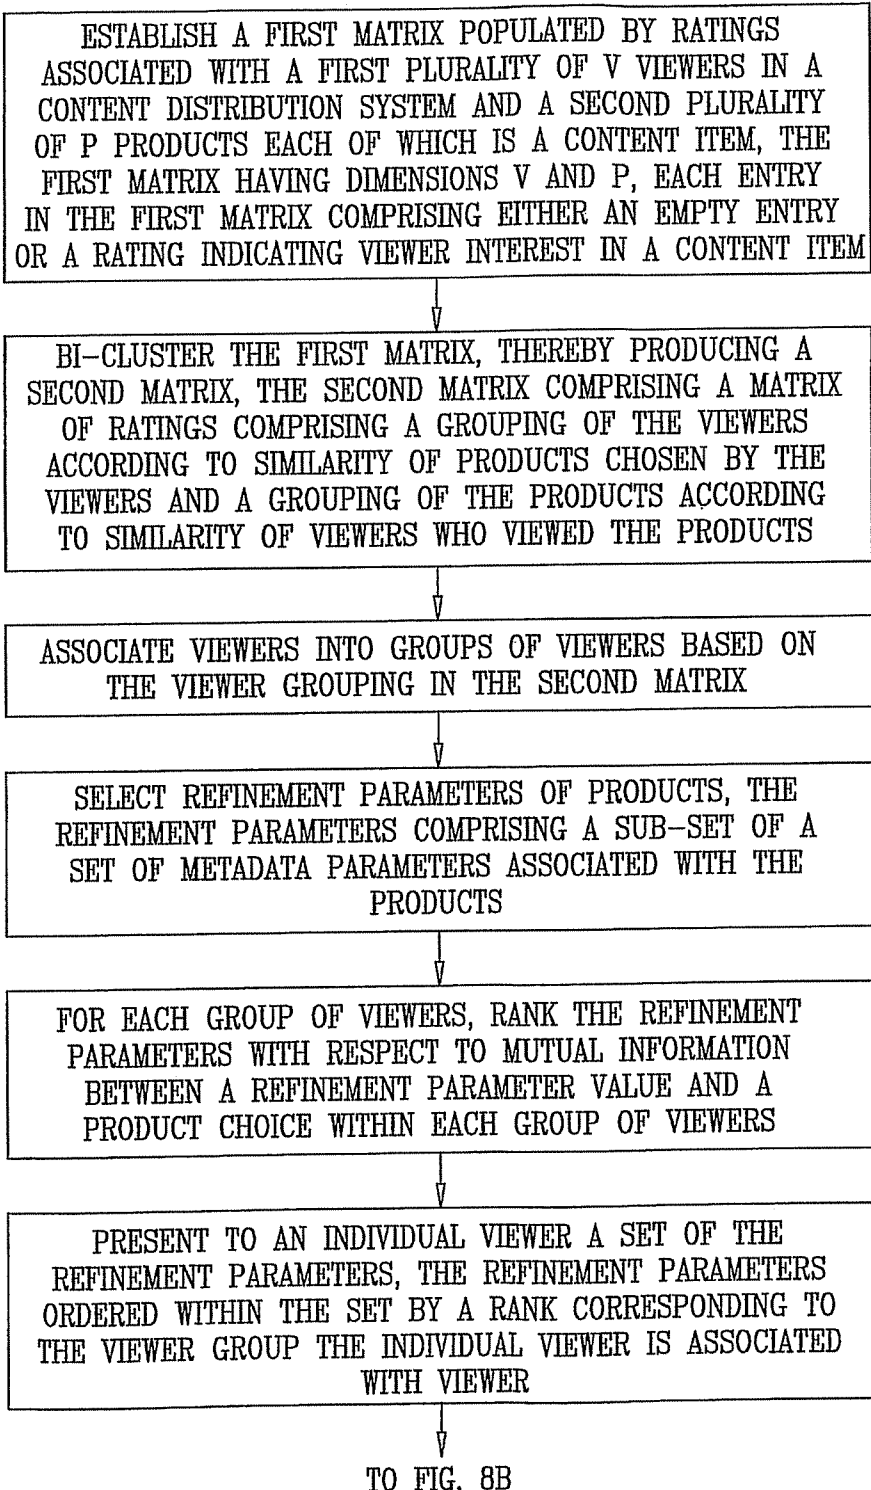 ESTABLISH A FIRST MATRIX POPULATED BY RATINGS
ASSOCIATED WITH A FIRST PLURALITY OF V VIEWERS IN A
CONTENT DISTRIBUTION SYSTEM AND A SECOND PLURALITY
OF P PRODUCTS EACH OF WHICH IS A CONTENT ITEM, THE
FIRST MATRIX HAVING DIMENSIONS V AND P, EACH ENTRY
IN THE FIRST MATRIX COMPRISING EITHER AN EMPTY ENTRY
OR A RATING INDICATING VIEWER INTEREST IN A CONTENT ITEM
BI-CLUSTER THE FIRST MATRIX, THEREBY PRODUCING A
SECOND MATRIX, THE SECOND MATRIX COMPRISING A MATRIX
OF RATINGS COMPRISING A GROUPING OF THE VIEWERS
ACCORDING TO SIMILARITY OF PRODUCTS CHOSEN BY THE
VIEWERS AND A GROUPING OF THE PRODUCTS ACCORDING
TO SIMILARITY OF VIEWERS WHO VIEWED THE PRODUCTS
ASSOCIATE VIEWERS INTO GROUPS OF VIEWERS BASED ON
THE VIEWER GROUPING IN THE SECOND MATRIX
SELECT REFINEMENT PARAMETERS OF PRODUCTS, THE
REFINEMENT PARAMETERS COMPRISING A SUB-SET OF A
SET OF METADATA PARAMETERS ASSOCIATED WITH THE
PRODUCTS
FOR EACH GROUP OF VIEWERS, RANK THE REFINEMENT
PARAMETERS WITH RESPECT TO MUTUAL INFORMATION
BETWEEN A REFINEMENT PARAMETER VALUE AND A
PRODUCT CHOICE WITHIN EACH GROUP OF VIEWERS
PRESENT TO AN INDIVIDUAL VIEWER A SET OF THE
REFINEMENT PARAMETERS, THE REFINEMENT PARAMETERS
ORDERED WITHIN THE SET BY A RANK CORRESPONDING TO
THE VIEWER GROUP THE INDIVIDUAL VIEWER IS ASSOCIATED
WITH VIEWER
TO FIG. 8B